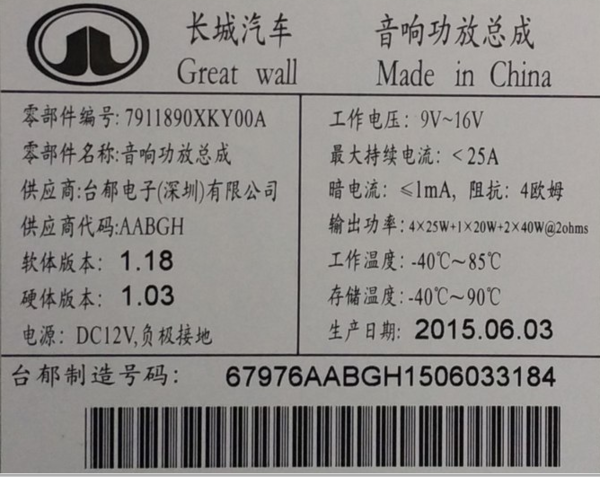 长城汽车 音响功放总成
Great wall Made in China
零部件编号: 7911890XKY00A
零部件名称:音响功放总成
供应商:台郁电子(深圳)有限公司
供应商代码:AABGH
软体版本: 1.18
硬体版本: 1.03
电源: DC12V,负极接地
工作电压: 9V~16V
最大持续电流: <25A
暗电流: ≤1mA, 阻抗: 4欧姆
输出功率: 4×25W+1×20W+2×40W@2ohms
工作温度: -40℃~85℃
存储温度: -40℃~90℃
生产日期: 2015.06.03
台郁制造号码: 67976AABGH1506033184